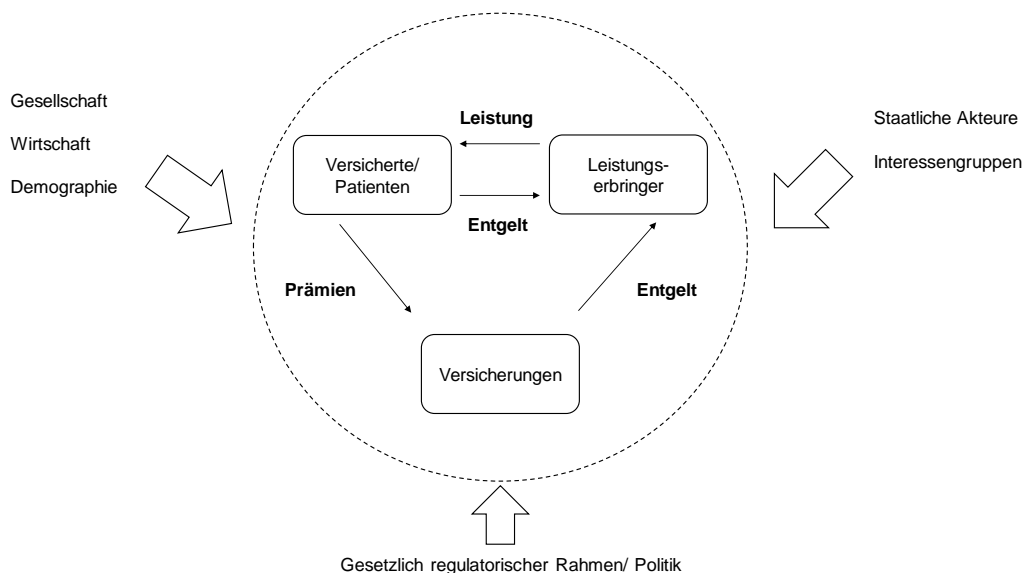 Gesellschaft
Wirtschaft
Demographie
Leistung
Versicherte/
Patienten
Leistungs-
erbringer
Entgelt
Prämien
Entgelt
Versicherungen
Staatliche Akteure
Interessengruppen
Gesetzlich regulatorischer Rahmen/ Politik